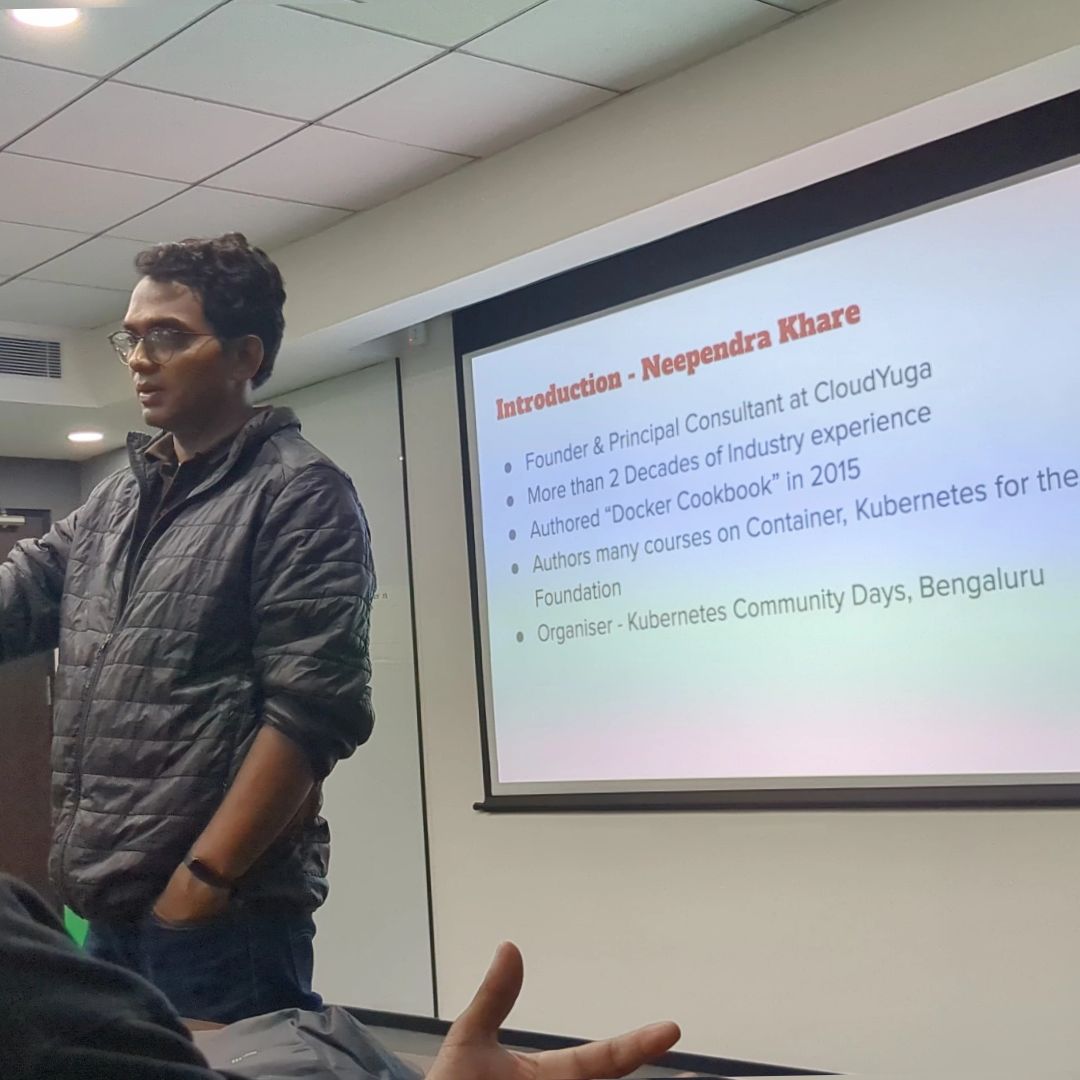 Introduction - Neependra Khare
• Founder & Principal Consultant at CloudYuga
• More than 2 Decades of Industry experience
• Authored “Docker Cookbook” in 2015
• Authors many courses on Container, Kubernetes for the
Foundation
• Organiser - Kubernetes Community Days, Bengaluru